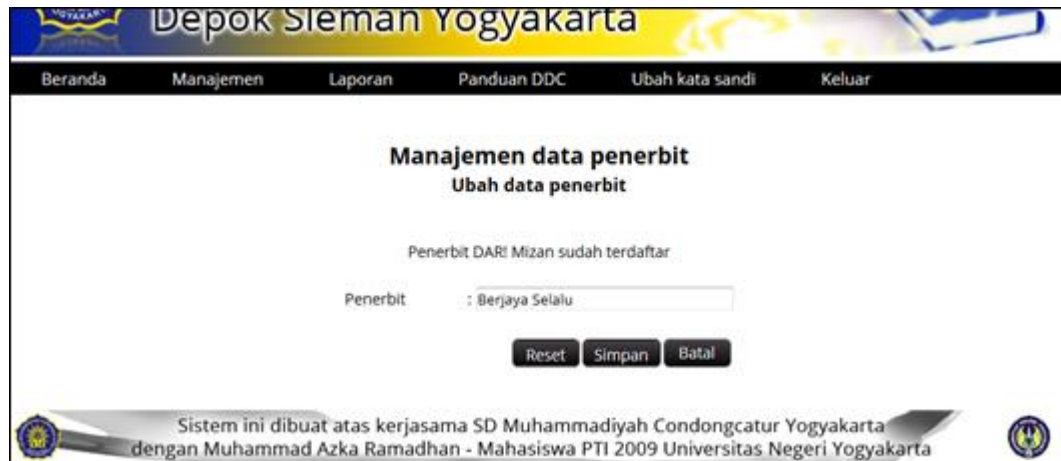 Depok Sleman Yogyakarta
Beranda Manajemen Laporan Panduan DDC Ubah kata sandi Keluar
Manajemen data penerbit
Ubah data penerbit
Penerbit DAR! Mizan sudah terdaftar
Penerbit : Berjaya Selalu
Reset Simpan Batal
Sistem ini dibuat atas kerjasama SD Muhammadiyah Condongcatur Yogyakarta
dengan Muhammad Azka Ramadhan - Mahasiswa PTI 2009 Universitas Negeri Yogyakarta